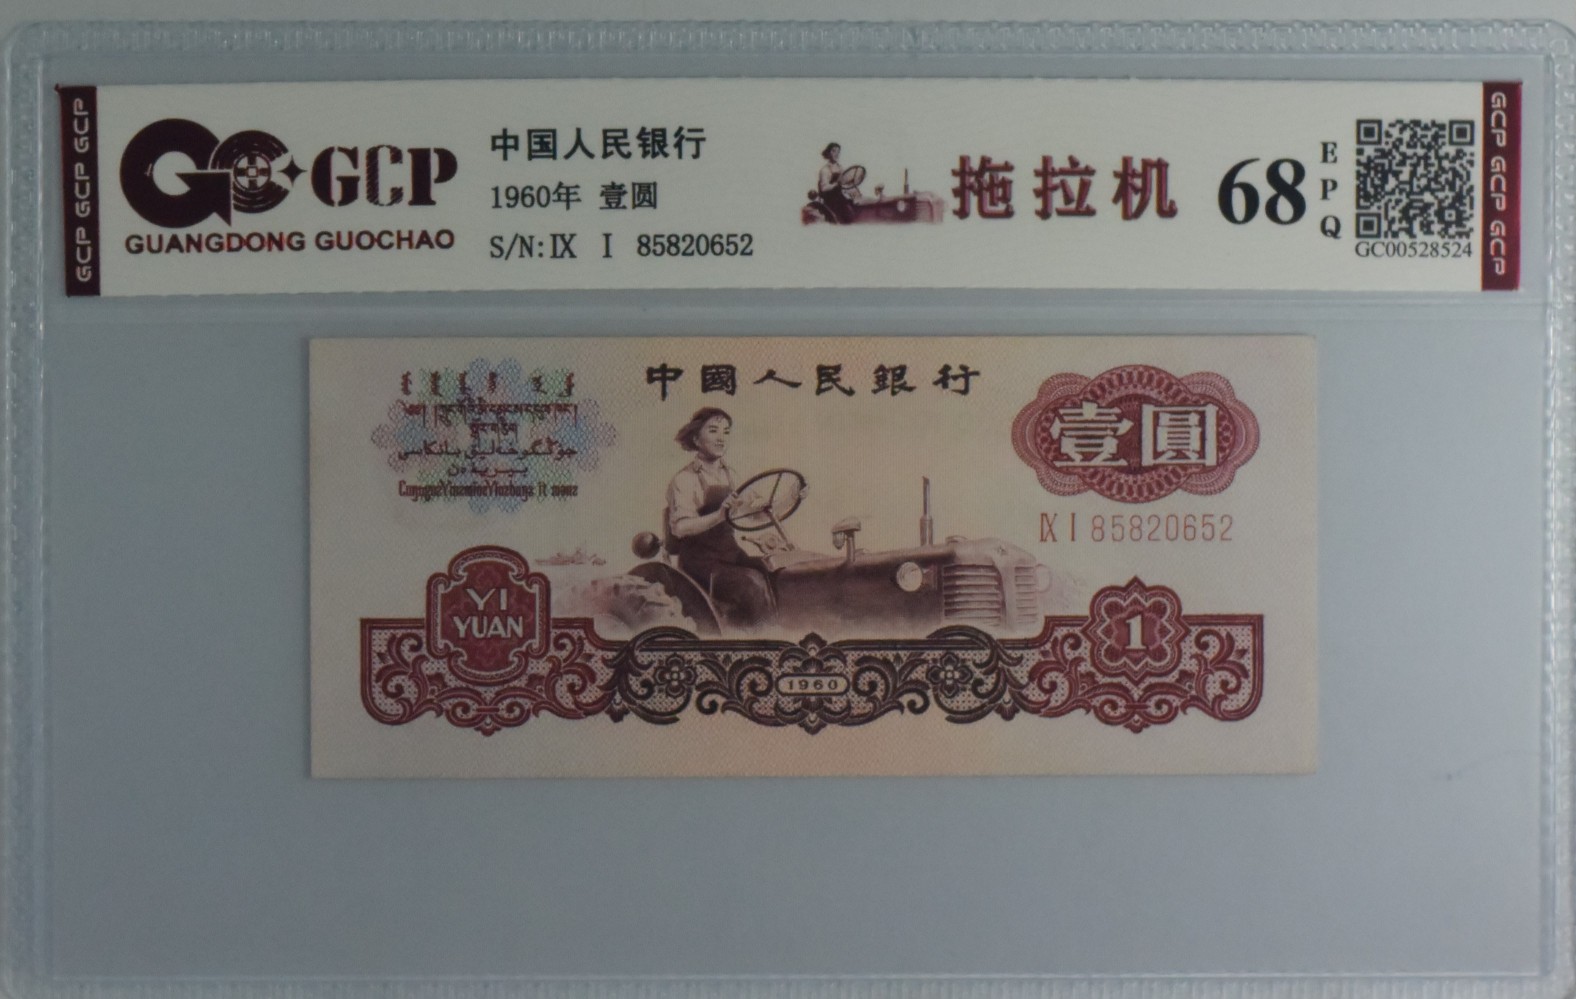 GCP GCP GCP
GC GCP
GUANGDONG GUOCHAO
中国人民银行
1960年 壹圆
S/N: Ⅸ Ⅰ 85820652
拖拉机
68
E
P
Q
GC00528524
GCP GCP GCP
中國人民銀行
壹圓
Ⅸ Ⅰ 85820652
YI
YUAN
1960
1